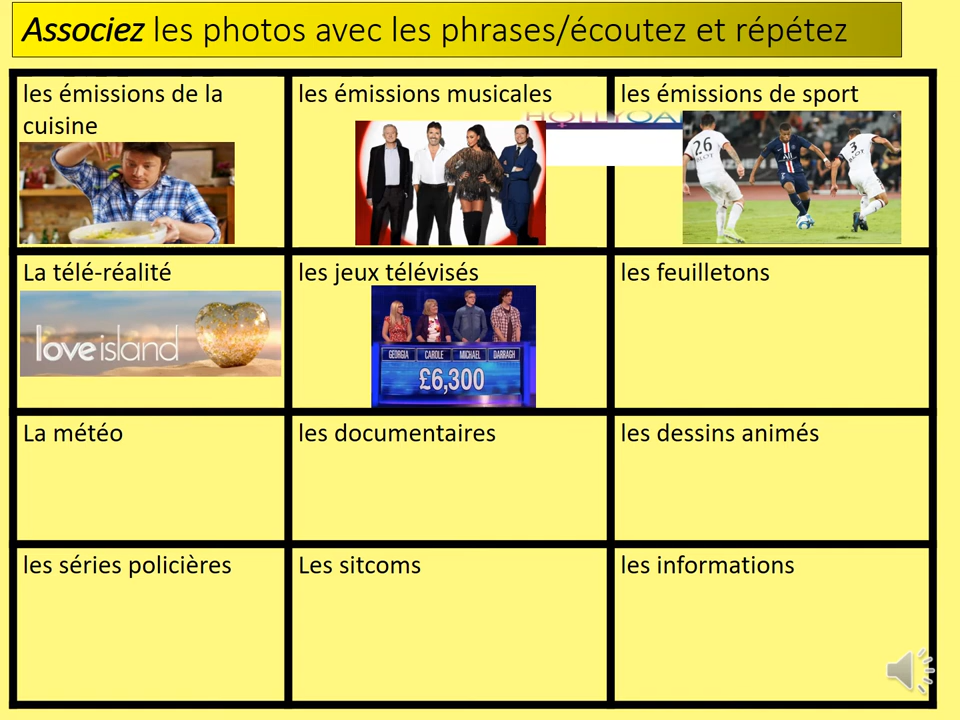 Associez les photos avec les phrases/écoutez et répétez
les émissions de la
cuisine
les émissions musicales
les émissions de sport
26
BLOT
3
BLOT
La télé-réalité
love island
les jeux télévisés
GEORGIA CAROLE MICHAEL DARRAGH
£6,300
les feuilletons
La météo
les documentaires
les dessins animés
les séries policières
Les sitcoms
les informations